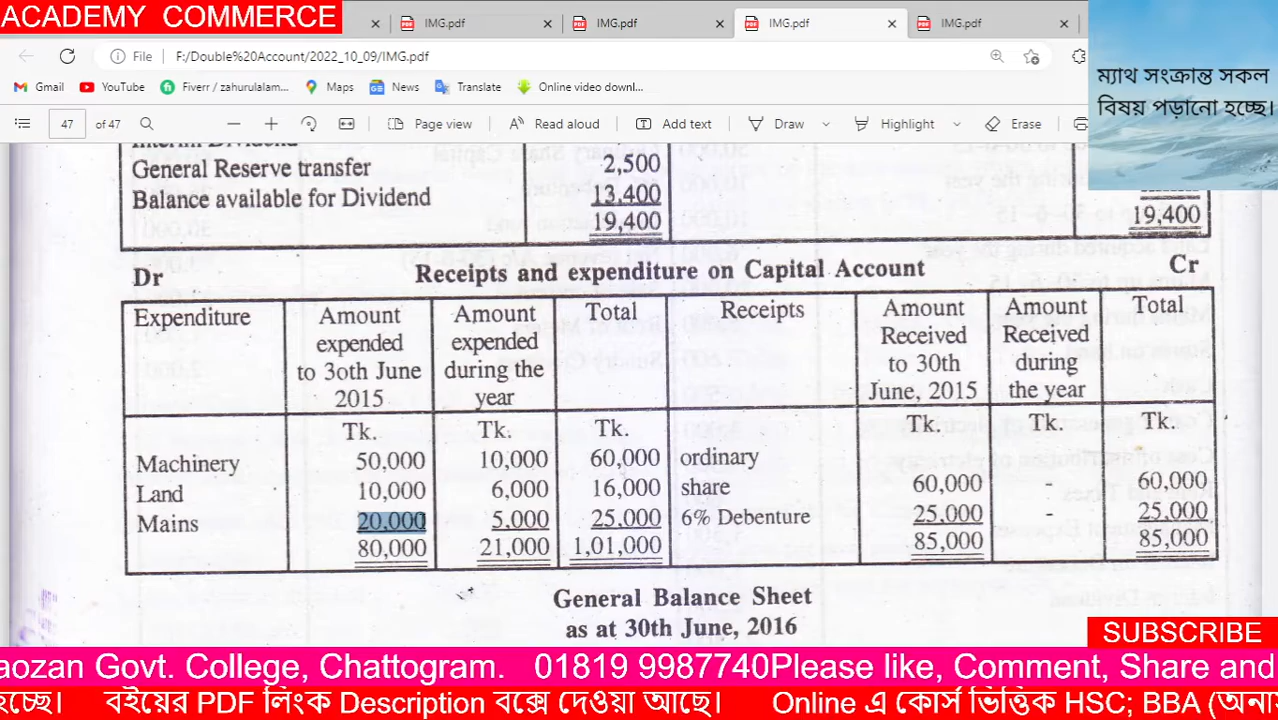 ACADEMY COMMERCE
IMG.pdf
IMG.pdf
IMG.pdf
IMG.pdf
File
F:/Double%20Account/2022_10_09/IMG.pdf
Gmail
YouTube
Fiverr / zahurulalam...
Maps
News
Translate
Online video downl...
47 of 47
Page view
Read aloud
Add text
Draw
Highlight
Erase
ম্যাথ সংক্রান্ত সকল
বিষয় পড়ানো হচ্ছে।
General Reserve transfer 2,500
Balance available for Dividend 13,400
19,400 19,400
Dr Receipts and expenditure on Capital Account Cr
Expenditure
Amount
expended
to 3oth June
2015
Amount
expended
during the
year
Total
Receipts
Amount
Received
to 30th
June, 2015
Amount
Received
during
the year
Total
Tk. Tk. Tk. Tk. Tk. Tk.
Machinery 50,000 10,000 60,000 ordinary
Land 10,000 6,000 16,000 share 60,000 - 60,000
Mains 20,000 5,000 25,000 6% Debenture 25,000 - 25,000
80,000 21,000 1,01,000 85,000 85,000
General Balance Sheet
as at 30th June, 2016
SUBSCRIBE
aozan Govt. College, Chattogram. 01819 9987740Please like, Comment, Share and
হচ্ছে। বইয়ের PDF লিংক Description বক্সে দেওয়া আছে। Online এ কোর্স ভিত্তিক HSC; BBA (অনা